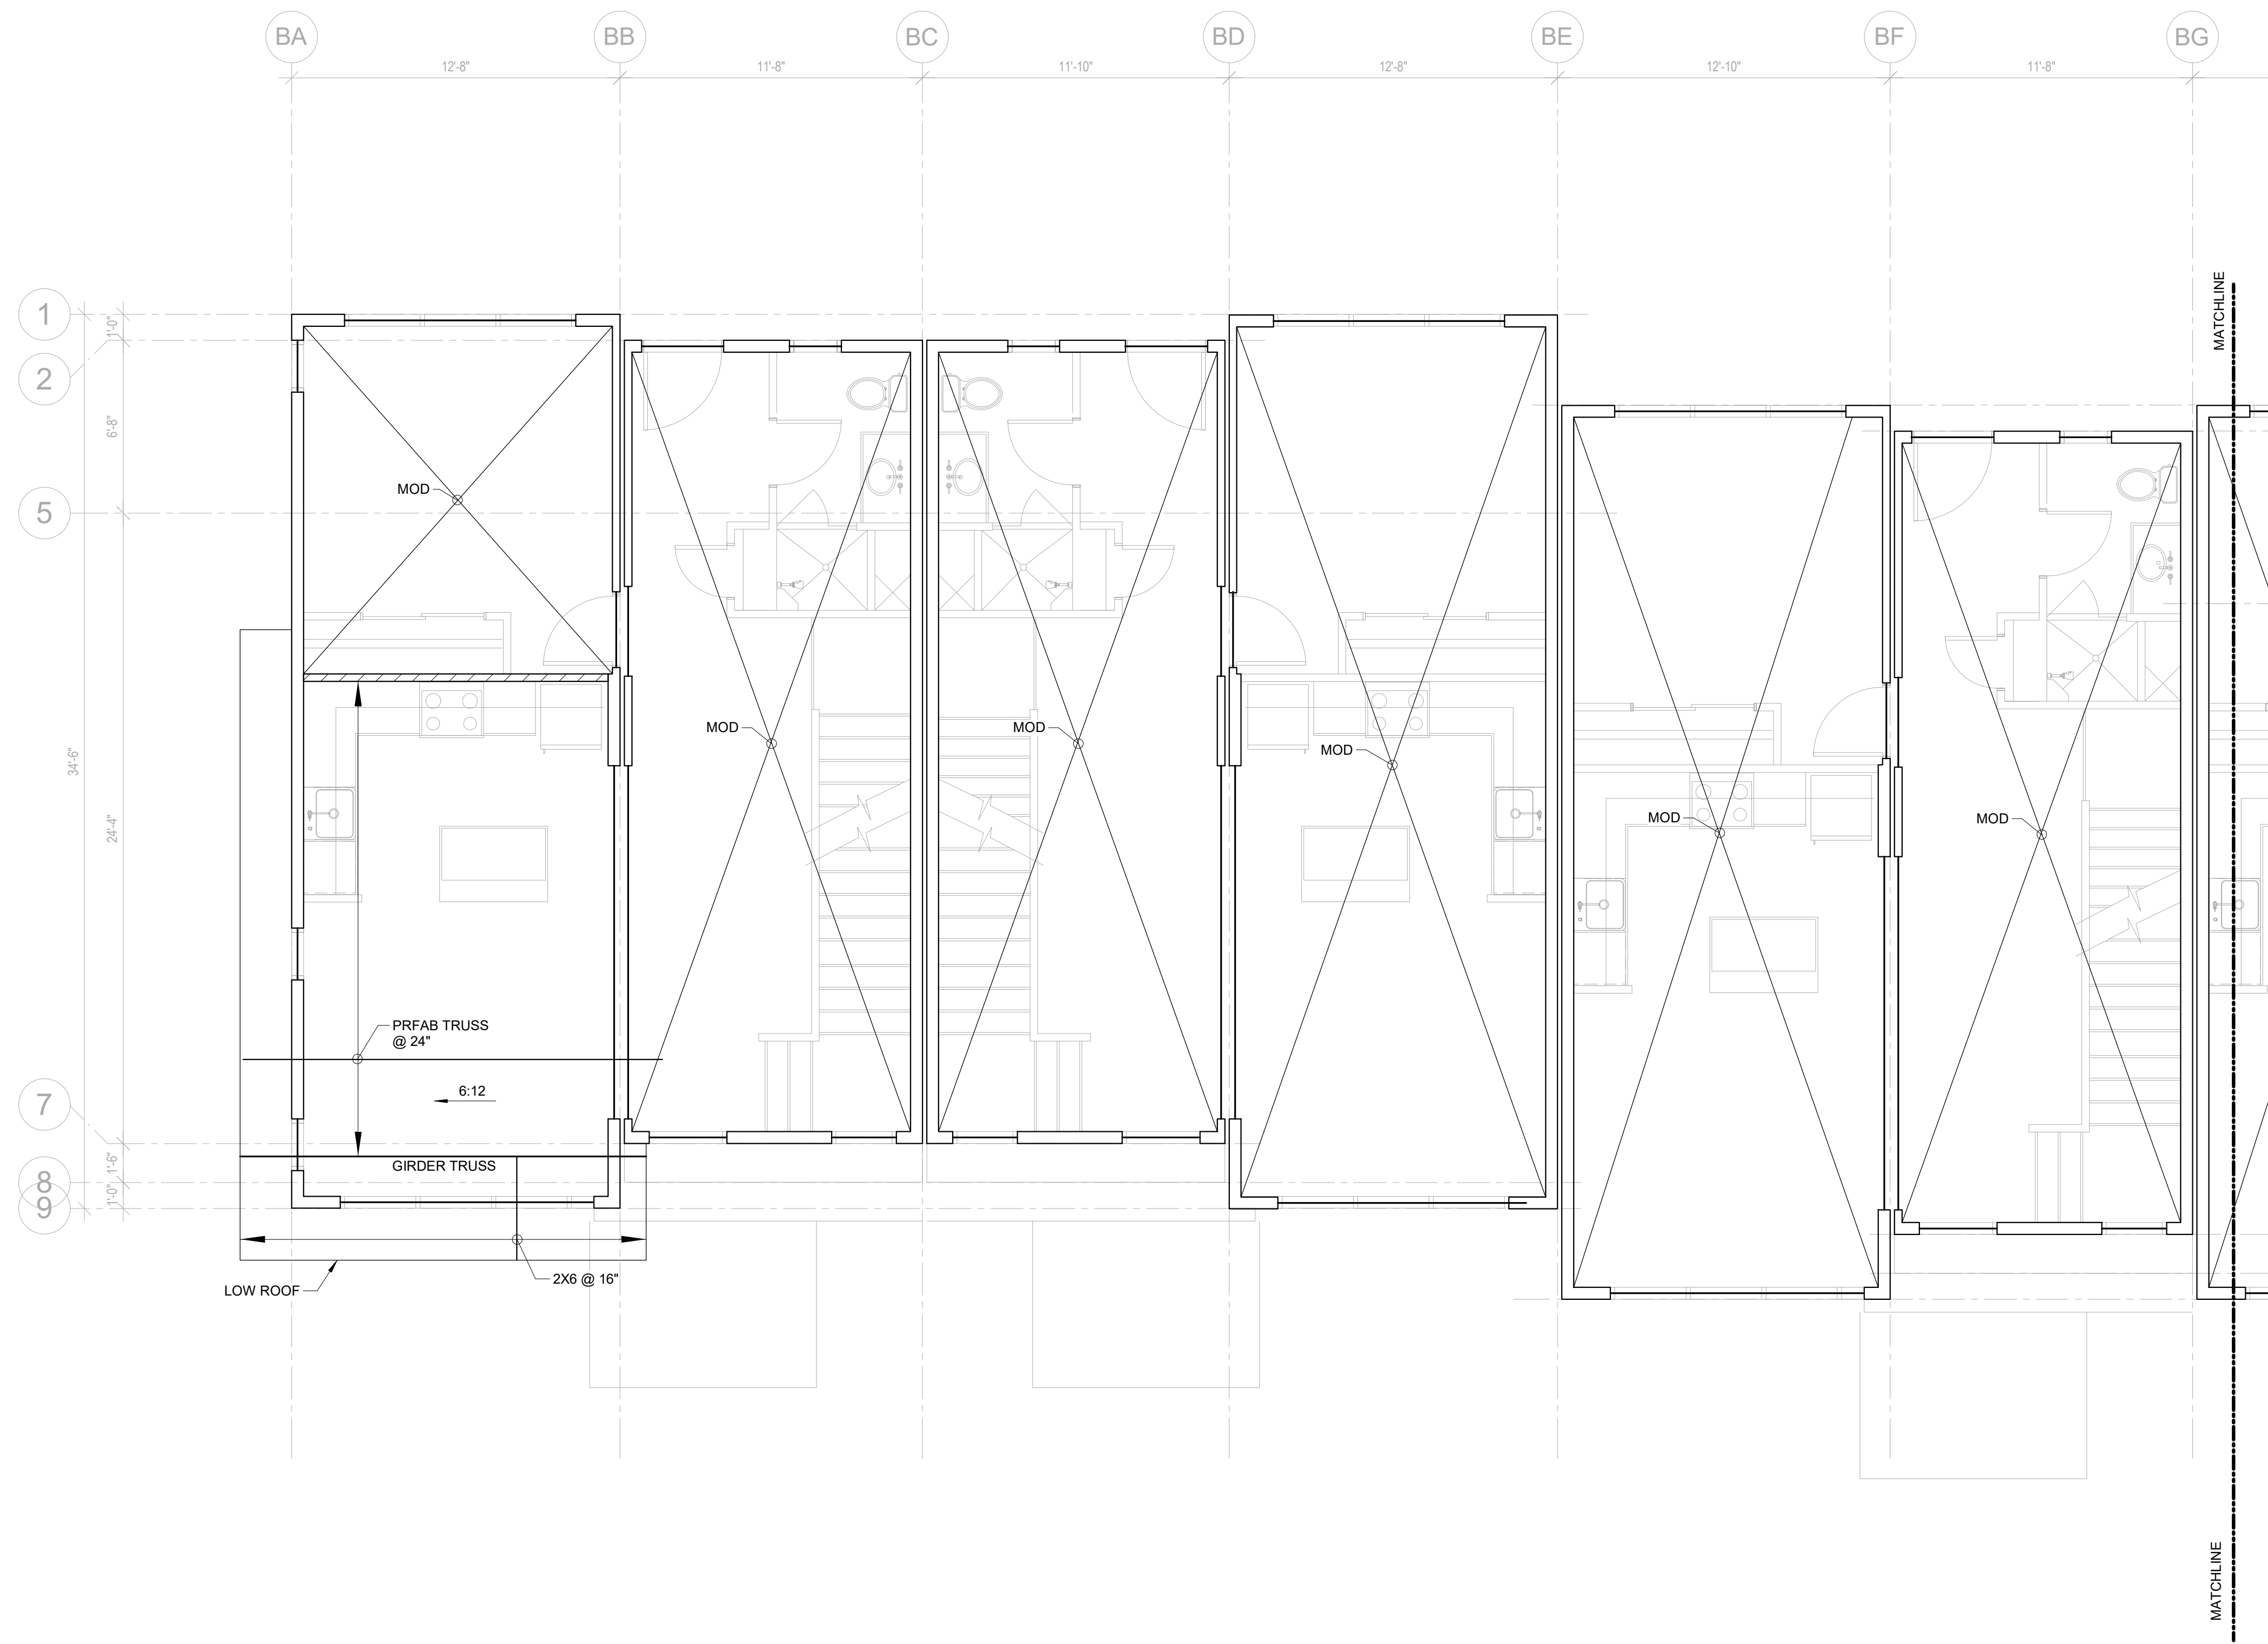 BA
BB
BC
BD
BE
BF
BG
12'-8"
11'-8"
11'-10"
12'-8"
12'-10"
11'-8"
MATCHLINE
1
1'-0"
2
6'-8"
MOD
5
MOD
MOD
MOD
34'-6"
24'-4"
MOD
MOD
PRFAB TRUSS
@ 24"
6:12
7
1'-6"
GIRDER TRUSS
8
1'-0"
9
2X6 @ 16"
LOW ROOF
MATCHLINE